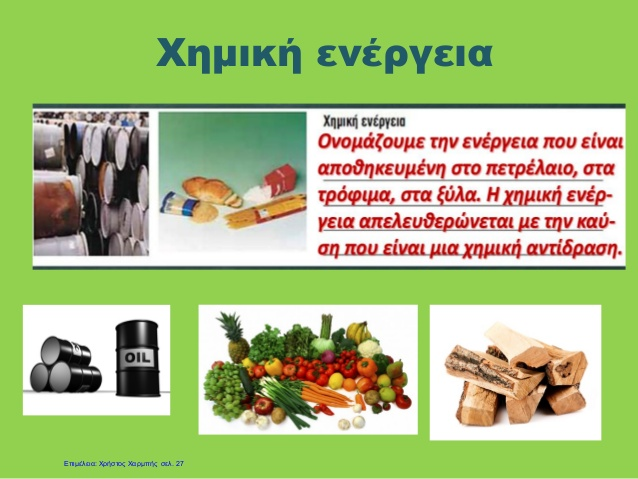 Χημική ενέργεια
Χημική ενέργεια
Ονομάζουμε την ενέργεια που είναι
αποθηκευμένη στο πετρέλαιο, στα
τρόφιμα, στα ξύλα. Η χημική ενέρ-
γεια απελευθερώνεται με την καύ-
ση που είναι μια χημική αντίδραση.
OIL
Επιμέλεια: Χρήστος Χαρμπής σελ. 27